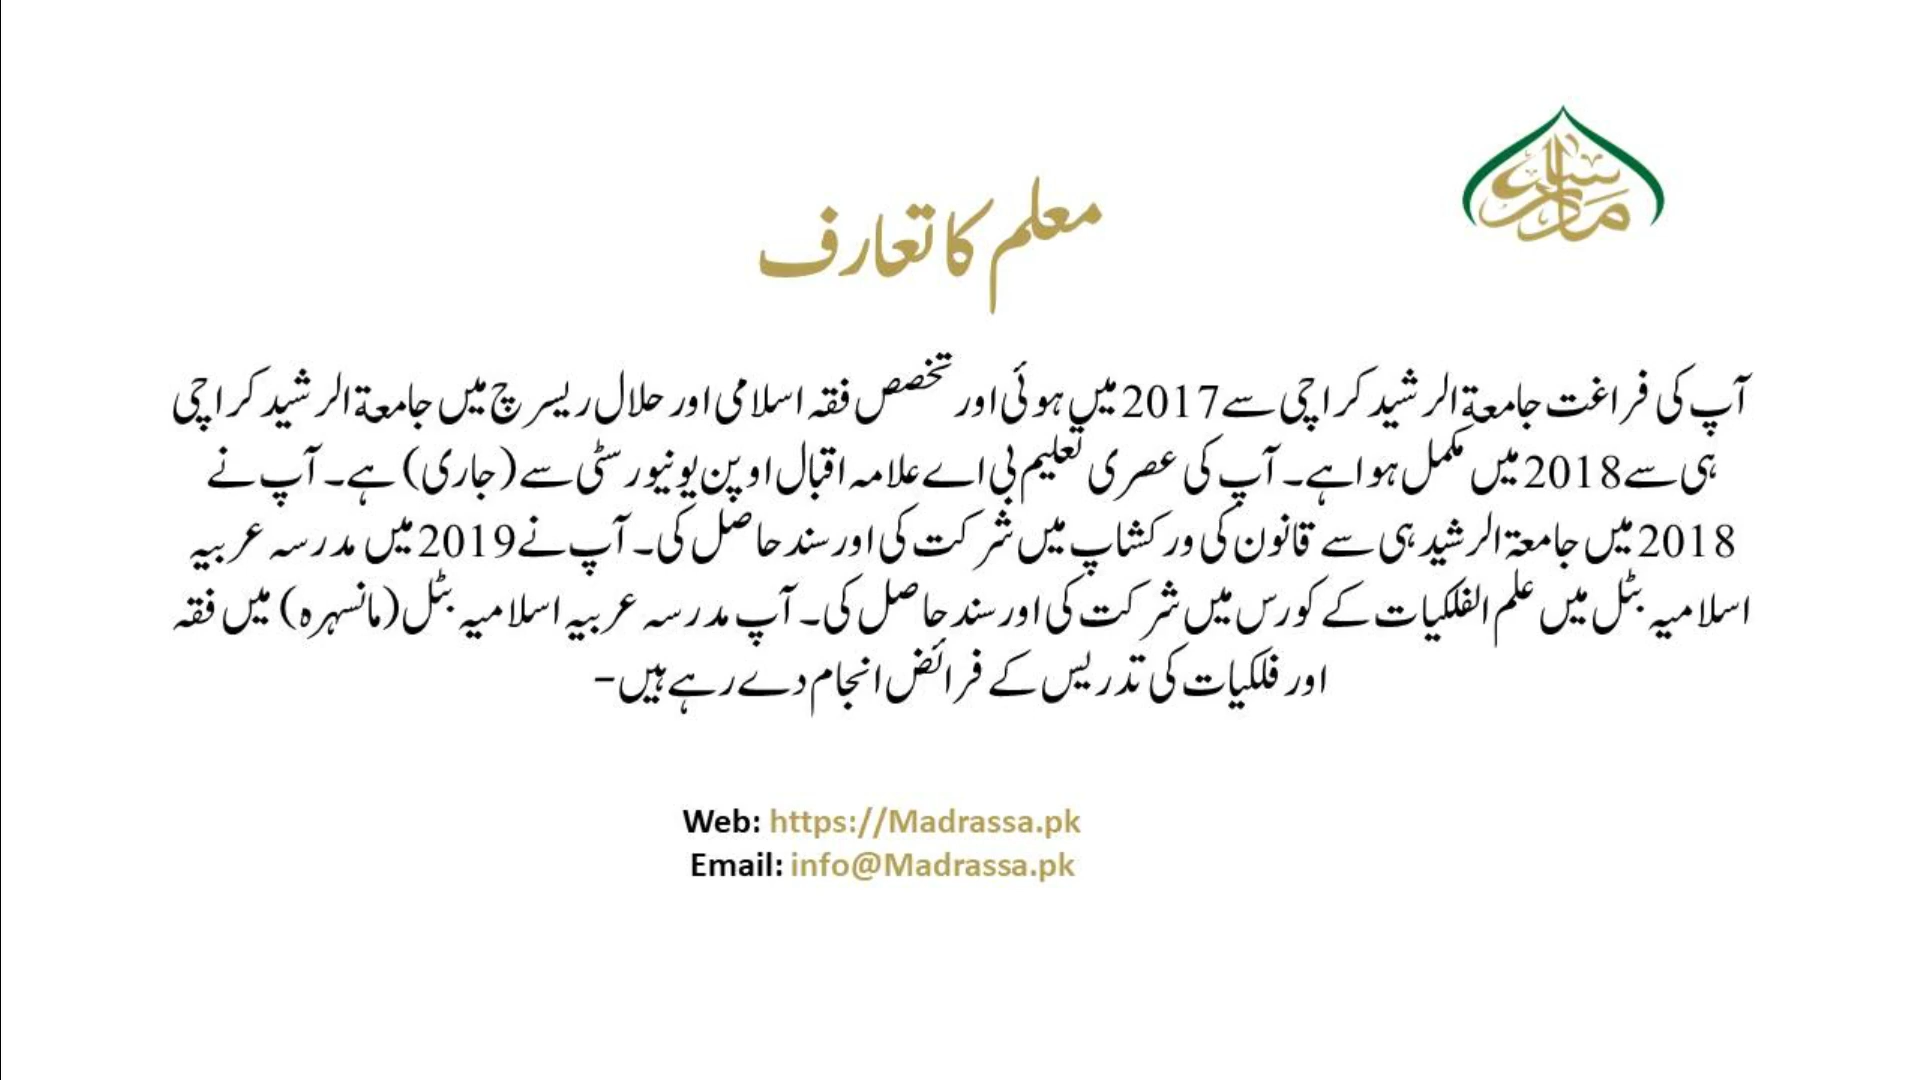 مدرسہ
معلم کا تعارف
آپ کی فراغت جامعۃ الرشید کراچی سے 2017 میں ہوئی اور تخصص فقہ اسلامی اور حلال ریسرچ میں جامعۃ الرشید کراچی
ہی سے 2018 میں مکمل ہوا ہے۔ آپ کی عصری تعلیم بی اے علامہ اقبال اوپن یونیورسٹی سے (جاری) ہے۔ آپ نے
2018 میں جامعۃ الرشید ہی سے قانون کی ورکشاپ میں شرکت کی اور سند حاصل کی۔ آپ نے 2019 میں مدرسہ عربیہ
اسلامیہ بٹل میں علم الفلکیات کے کورس میں شرکت کی اور سند حاصل کی۔ آپ مدرسہ عربیہ اسلامیہ بٹل (مانسہرہ) میں فقہ
اور فلکیات کی تدریس کے فرائض انجام دے رہے ہیں-
Web: https://Madrassa.pk
Email: info@Madrassa.pk